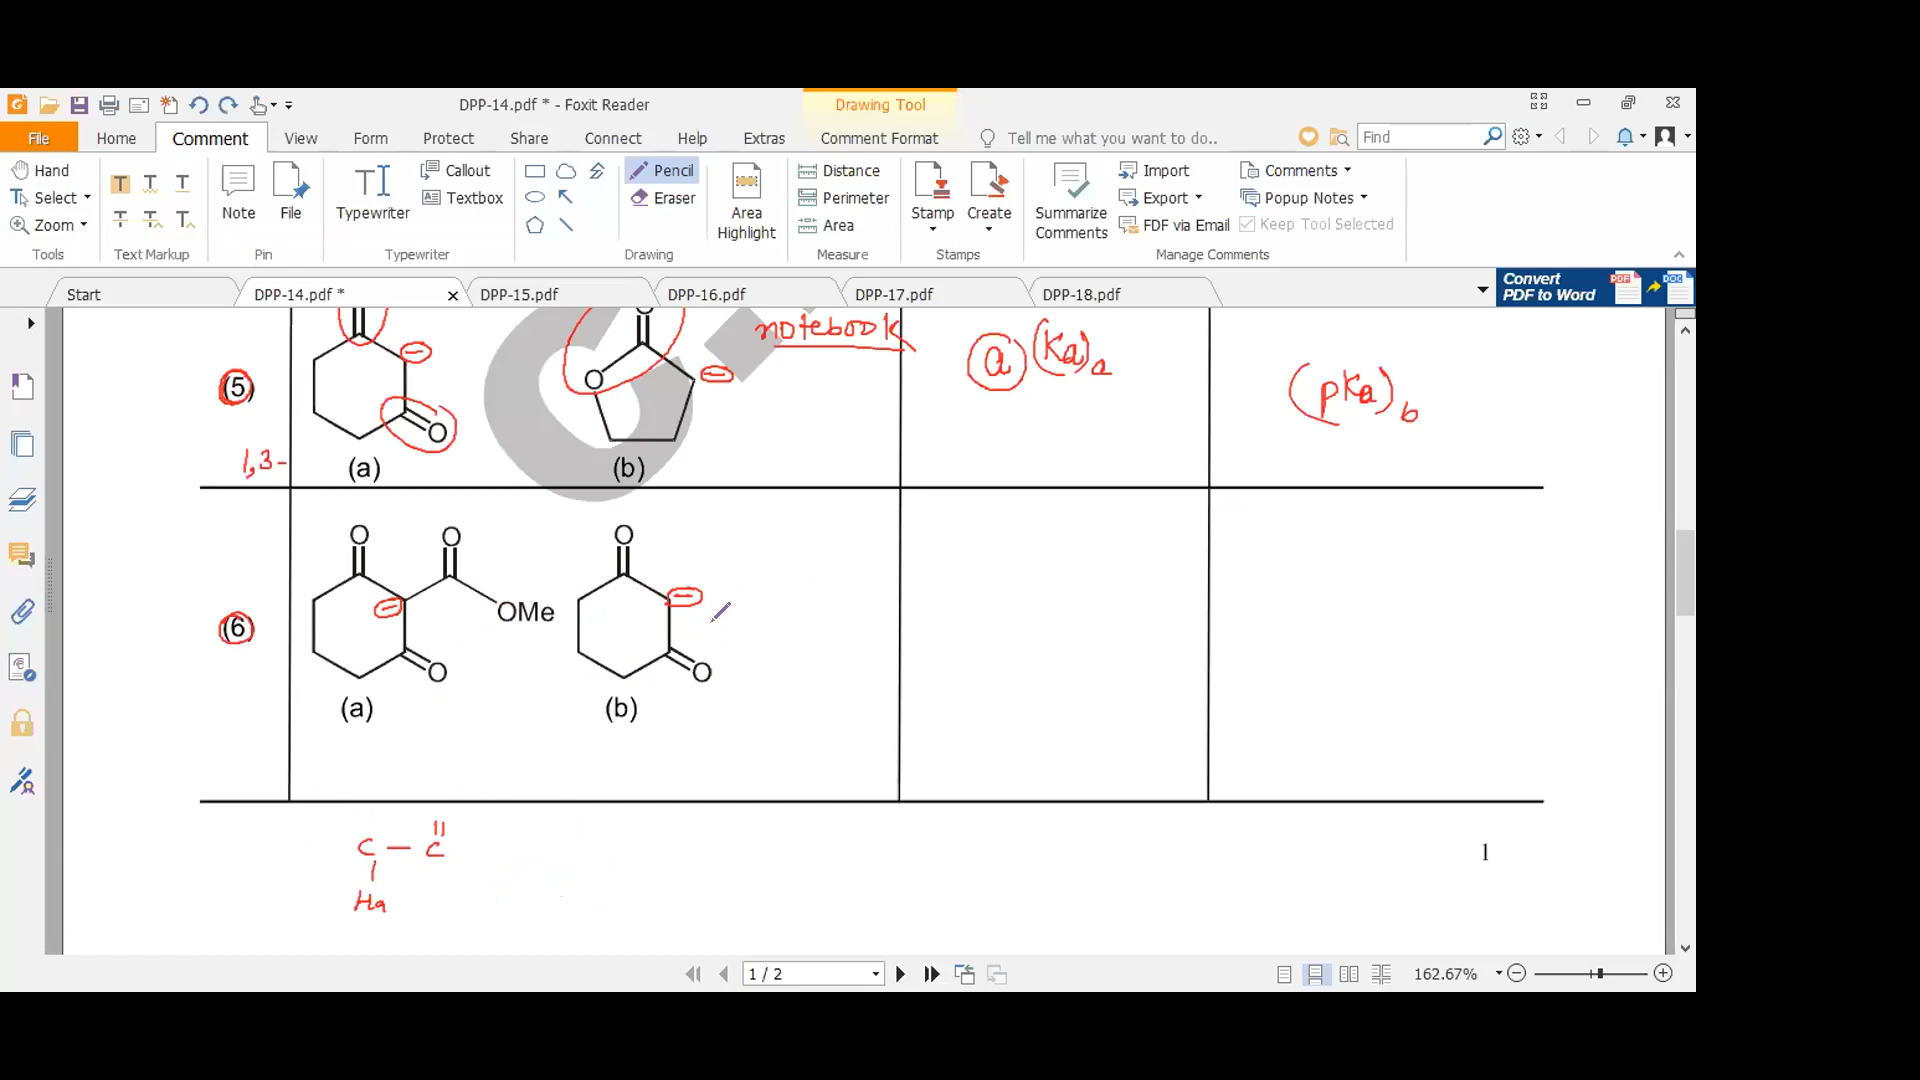 DPP-14.pdf * - Foxit Reader
Drawing Tool
File Home Comment View Form Protect Share Connect Help Extras Comment Format Tell me what you want to do.. Find
Hand
Select
Zoom
Tools
Text Markup
Note File
Pin
Typewriter
Callout
Textbox
Typewriter
Pencil
Eraser
Drawing
Area Highlight
Distance
Perimeter
Area
Measure
Stamp Create
Stamps
Summarize Comments
Import
Export
FDF via Email
Comments
Popup Notes
Keep Tool Selected
Manage Comments
Start DPP-14.pdf * DPP-15.pdf DPP-16.pdf DPP-17.pdf DPP-18.pdf
Convert
PDF to Word
PDF DOC
notebook
(5) O O O a (Ka)a (pKa)b
1,3-
(a) (b)
O O O
(6) OMe
O O
(a) (b)
C — C
Ha
1
1 / 2
162.67%